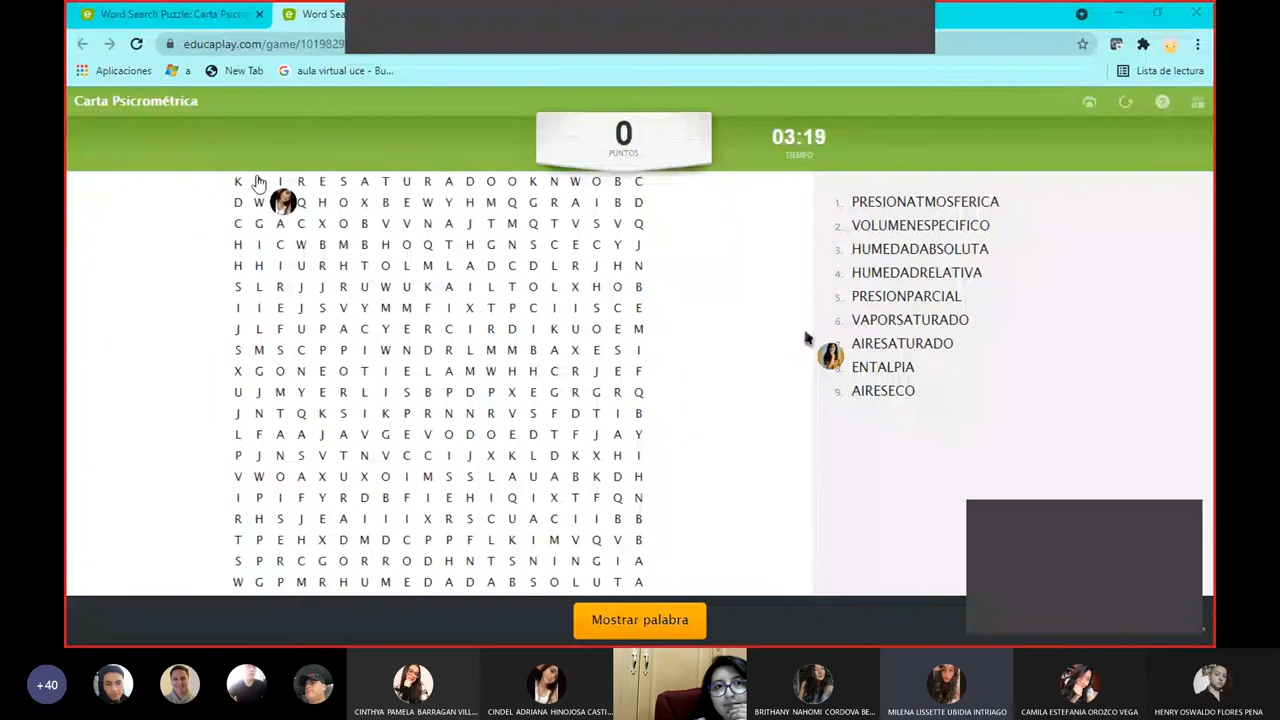 Word Search Puzzle: Carta Psicro
Word Sea
educaplay.com/game/1019829
Aplicaciones
a
New Tab
aula virtual uce - Bu...
Lista de lectura
Carta Psicrométrica
0
PUNTOS
03:19
TIEMPO
K I R E S A T U R A D O O K N W O B C
D W Q H O X B E W Y H M Q G R A I B D
C G A C X O B V V N A J T M Q T V S V Q
H I C W B M B H O Q T H G N S C E C Y J
H H I U R H T O L M L A D C D L R J H N
S L R J J R U W U K A I L T O L X H O B
I I E J S V Y M M F I X T P C I I S C E
J L F U P A C Y E R C I R D I K U O E M
S M S C P P I W N D R L M M B A X E S I
X G O N E O T I E L A M W H H C R J E F
U J M Y E R L I S B P D P X E G R G R Q
J N T Q K S I K P R N N R V S F D T I B
L F A A J A V G E V O D O E D T F J A Y
P J N S V T N V C C I J X K L D K X H I
V W O A X U X O I M S S L A U A B K D H
I P I F Y R D B F I E H I Q I X T F Q N
R H S J E A I I I X R S C U A C I I B B
T P E H X D M D C P P F L K I M V Q V B
S P R C G O R R O D H N T S N I N G I A
W G P M R H U M E D A D A B S O L U T A
1. PRESIONATMOSFERICA
2. VOLUMENESPECIFICO
3. HUMEDADABSOLUTA
4. HUMEDADRELATIVA
5. PRESIONPARCIAL
6. VAPORSATURADO
AIRESATURADO
ENTALPIA
9. AIRESECO
Mostrar palabra
+40
CINTHYA PAMELA BARRAGAN VILL...
CINDEL ADRIANA HINOJOSA CASTI...
BRITHANY NAHOMI CORDOVA BE...
MILENA LISSETTE UBIDIA INTRIAGO
CAMILA ESTEFANIA OROZCO VEGA
HENRY OSWALDO FLORES PENA